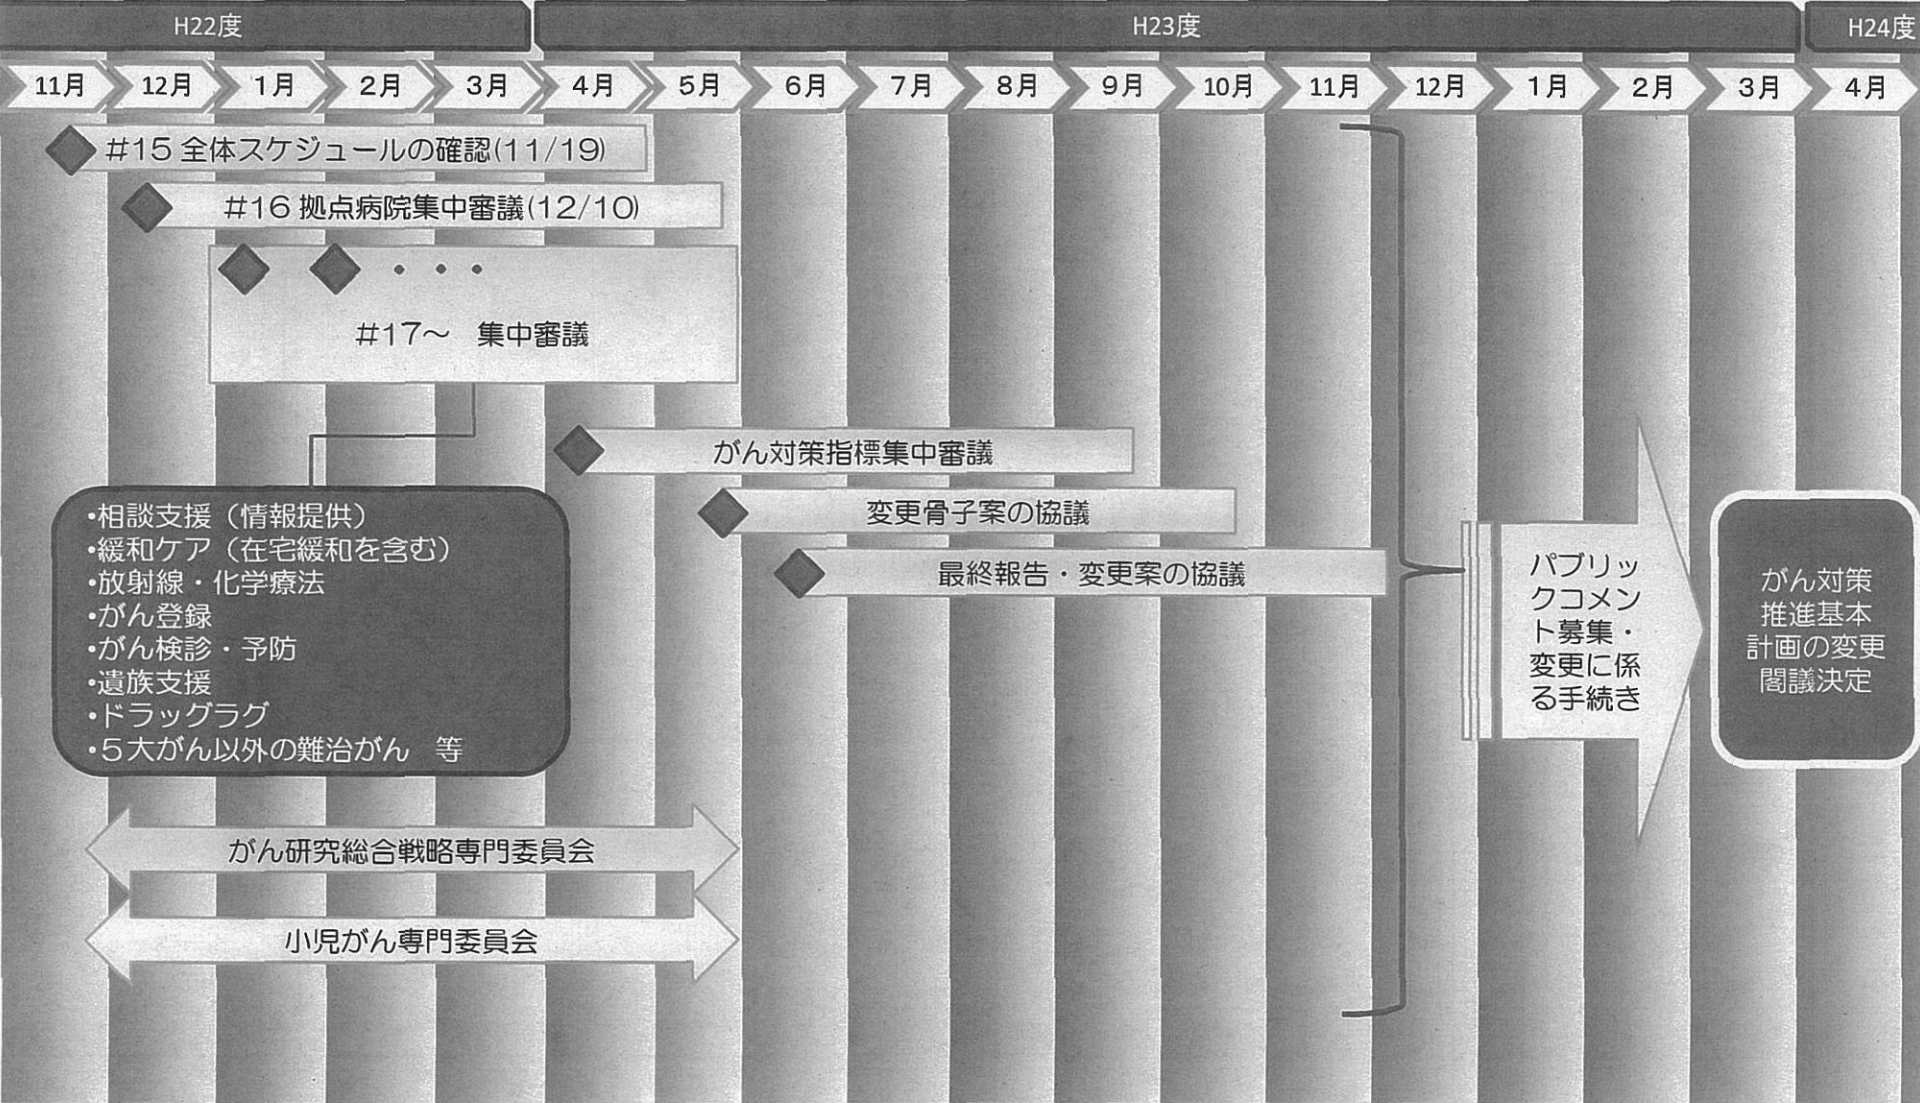 H22度
H23度
H24度
11月
12月
1月
2月
3月
4月
5月
6月
7月
8月
9月
10月
11月
12月
1月
2月
3月
4月
#15 全体スケジュールの確認(11/19)
#16 拠点病院集中審議(12/10)
・・・
#17～　集中審議
がん対策指標集中審議
変更骨子案の協議
最終報告・変更案の協議
•相談支援（情報提供）
•緩和ケア（在宅緩和を含む）
•放射線・化学療法
•がん登録
•がん検診・予防
•遺族支援
•ドラッグラグ
•５大がん以外の難治がん　等
パブリッ
クコメン
ト募集・
変更に係
る手続き
がん対策
推進基本
計画の変更
閣議決定
がん研究総合戦略専門委員会
小児がん専門委員会